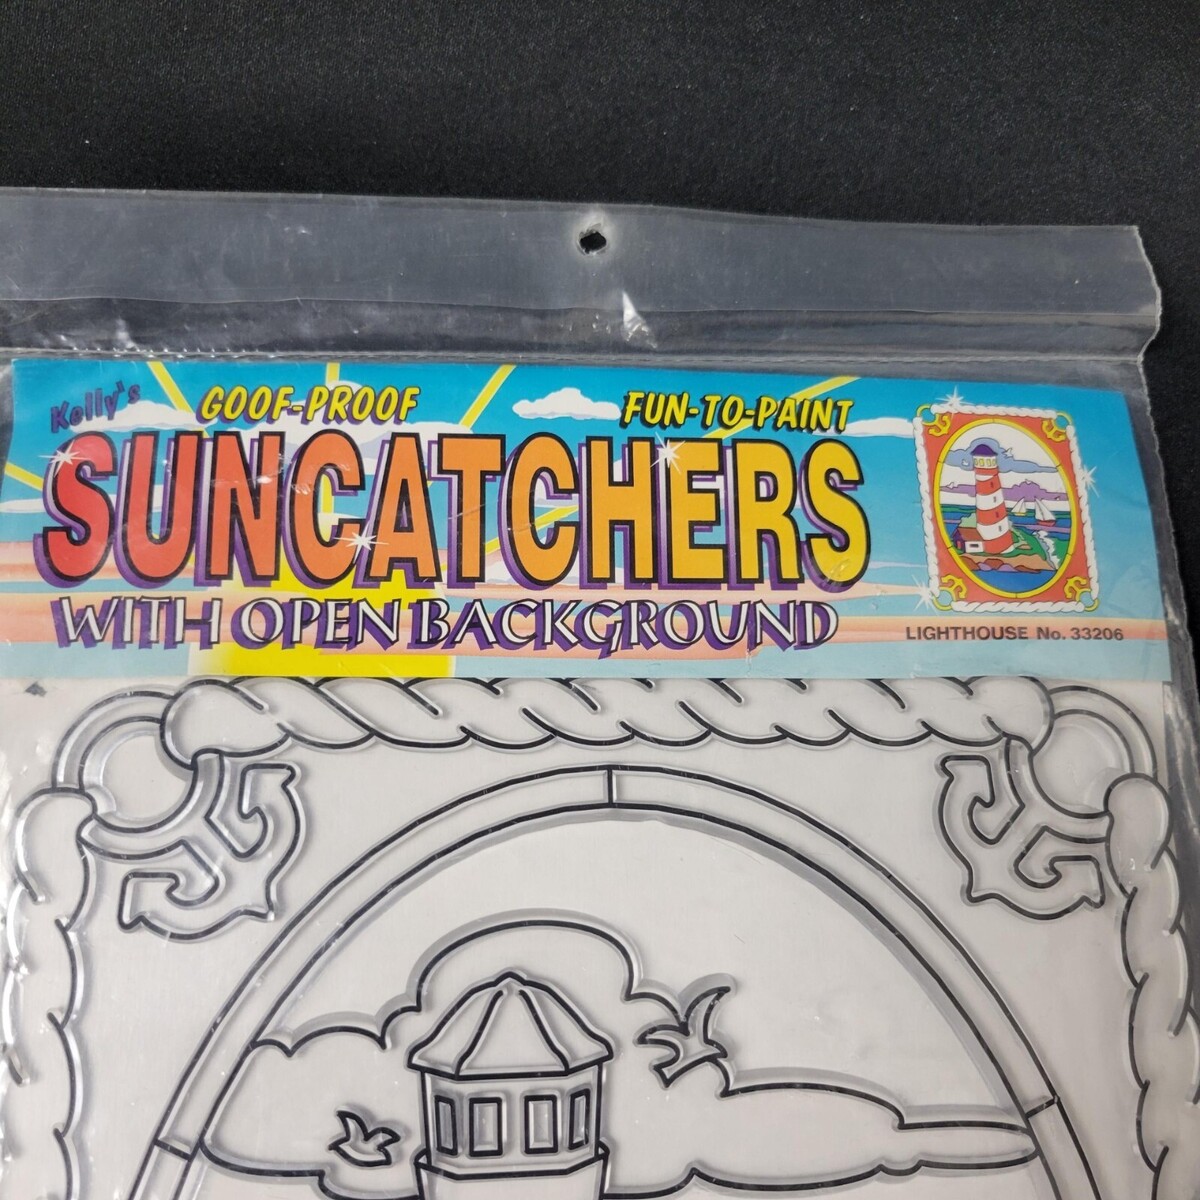 Kelly's
GOOF-PROOF FUN-TO-PAINT
SUNCATCHERS
WITH OPEN BACKGROUND
LIGHTHOUSE No. 33206